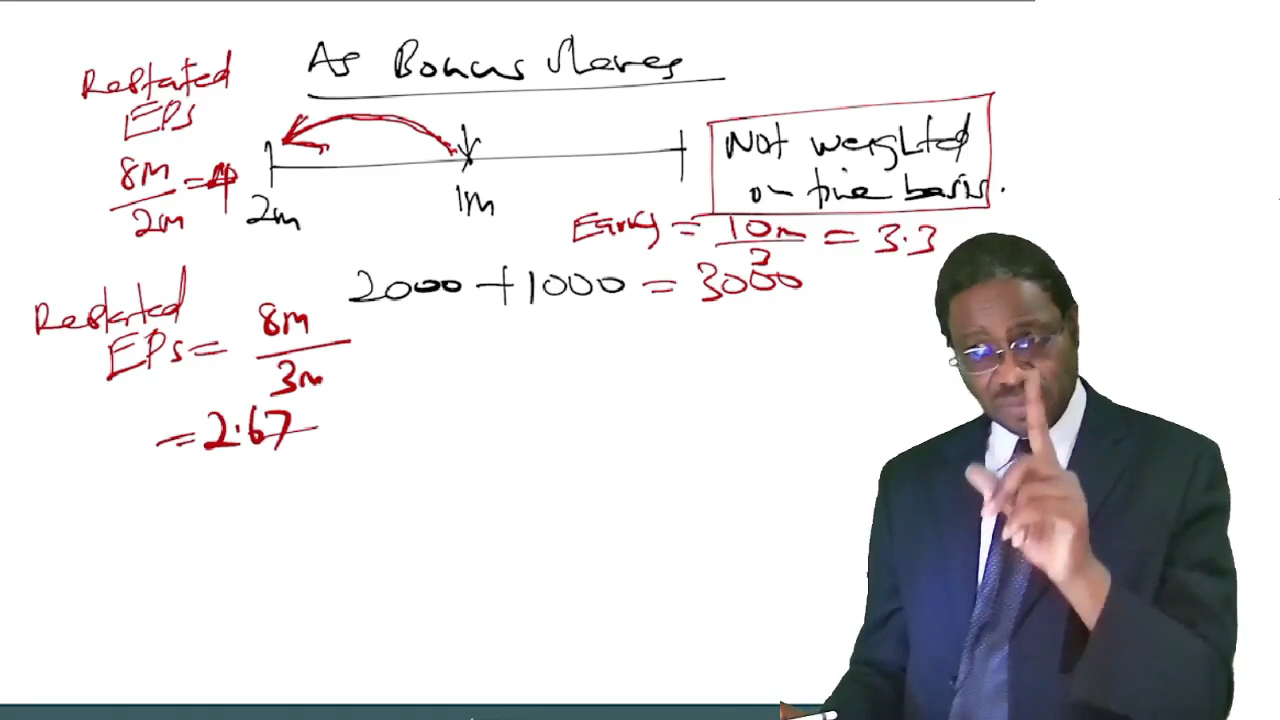 As Bonus shares
Restated
EPS
8m
2m
= 4
2m
1m
Not weighted
on time basis.
10m
3
= 3.3
2000 + 1000 = 3000
Restated
EPS =
8m
3m
= 2.67